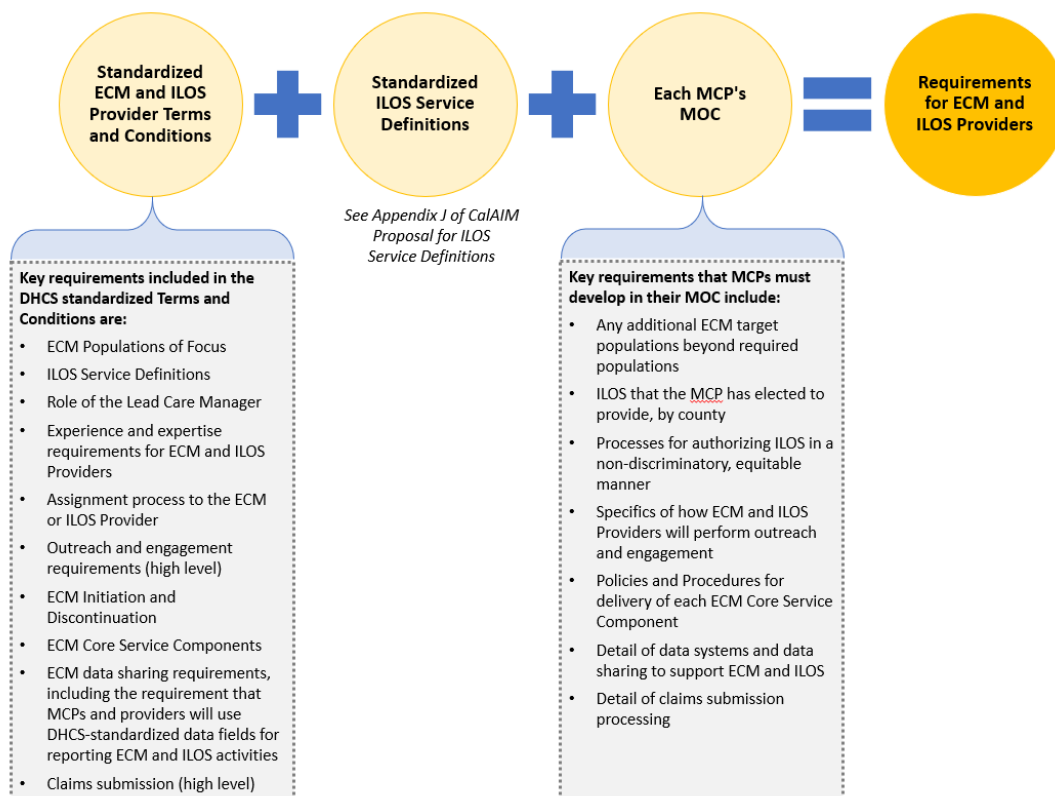 Standardized
ECM and ILOS
Provider Terms
and Conditions
Standardized
ILOS Service
Definitions
Each MCP's
MOC
Requirements
for ECM and
ILOS Providers
See Appendix J of CalAIM
Proposal for ILOS
Service Definitions
Key requirements included in the
DHCS standardized Terms and
Conditions are:
• ECM Populations of Focus
• ILOS Service Definitions
• Role of the Lead Care Manager
• Experience and expertise
requirements for ECM and ILOS
Providers
• Assignment process to the ECM
or ILOS Provider
• Outreach and engagement
requirements (high level)
• ECM Initiation and
Discontinuation
• ECM Core Service Components
• ECM data sharing requirements,
including the requirement that
MCPs and providers will use
DHCS-standardized data fields for
reporting ECM and ILOS activities
• Claims submission (high level)
Key requirements that MCPs must
develop in their MOC include:
• Any additional ECM target
populations beyond required
populations
• ILOS that the MCP has elected to
provide, by county
• Processes for authorizing ILOS in a
non-discriminatory, equitable
manner
• Specifics of how ECM and ILOS
Providers will perform outreach
and engagement
• Policies and Procedures for
delivery of each ECM Core Service
Component
• Detail of data systems and data
sharing to support ECM and ILOS
• Detail of claims submission
processing